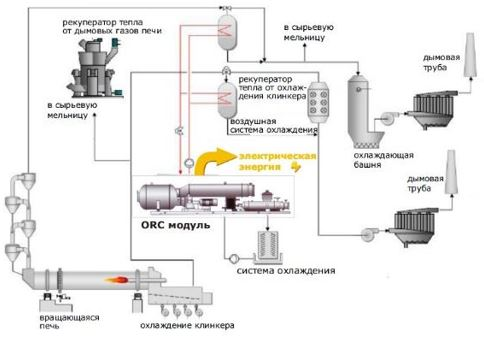 рекуператор тепла
от дымовых газов печи
в сырьевую
мельницу
дымовая
труба
в сырьевую
мельницу
рекуператор
тепла от охлаж-
дения клинкера
воздушная
система охлаждения
охлаждающая
башня
дымовая
труба
электрическая
энергия
ORC модуль
система охлаждения
вращающаяся
печь
охлаждение клинкера